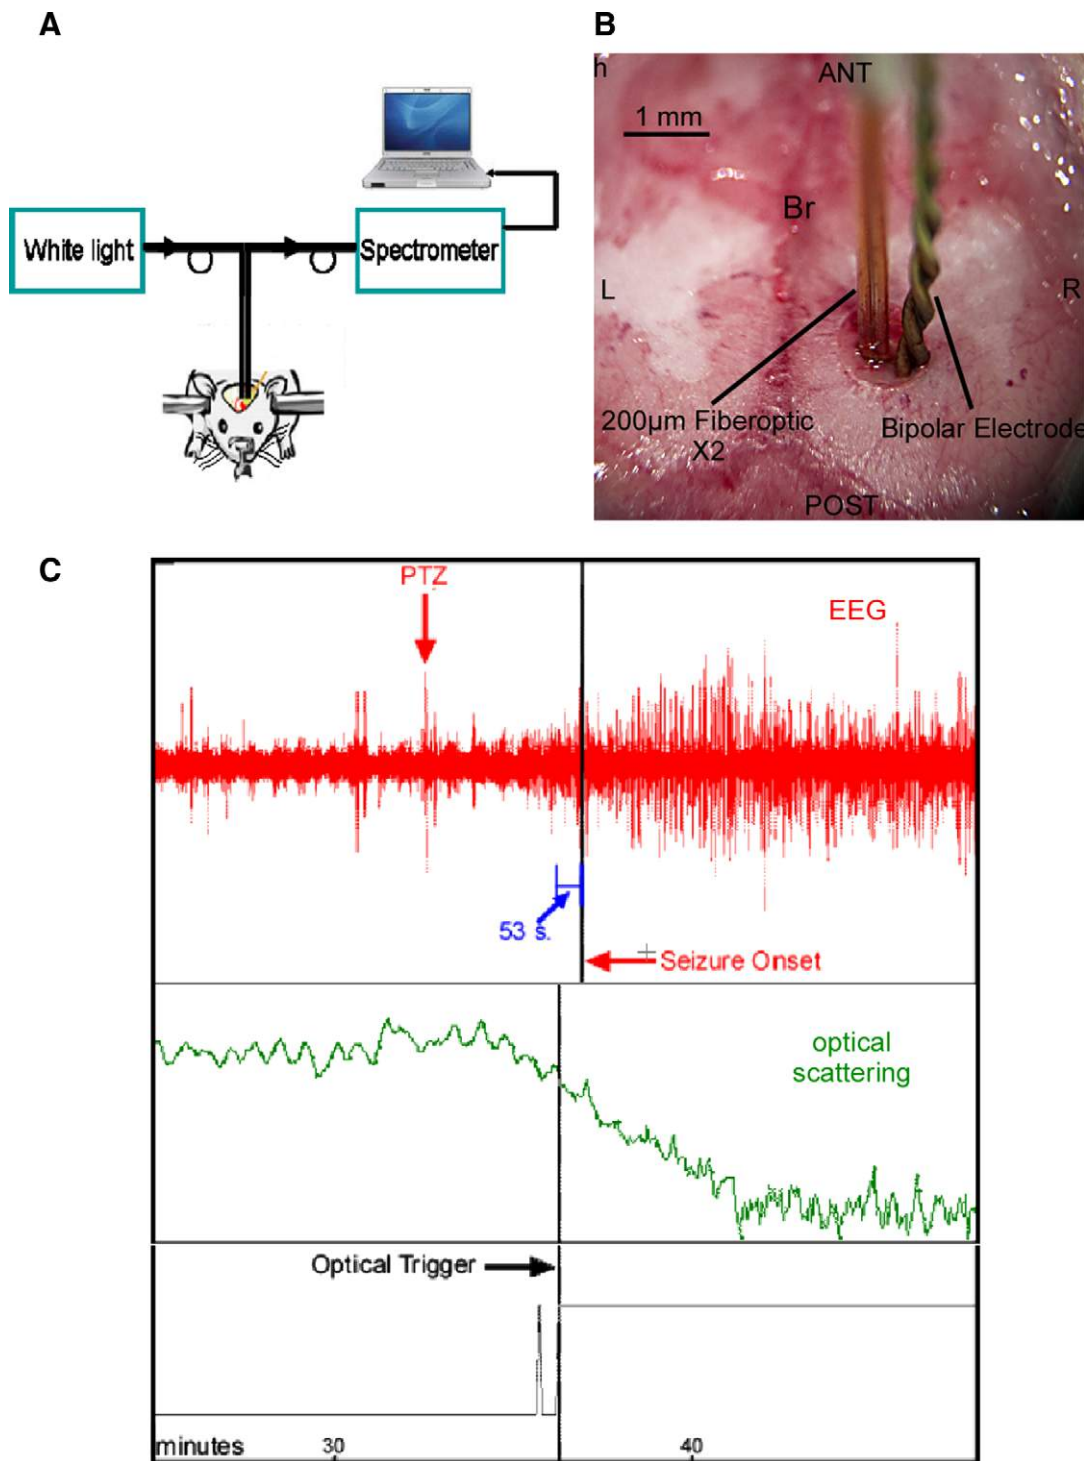 A
White light
Spectrometer
B
h
ANT
1 mm
Br
L
R
200µm Fiberoptic
X2
Bipolar Electrode
POST
C
PTZ
EEG
53 s.
Seizure Onset
optical
scattering
Optical Trigger
minutes
30
40